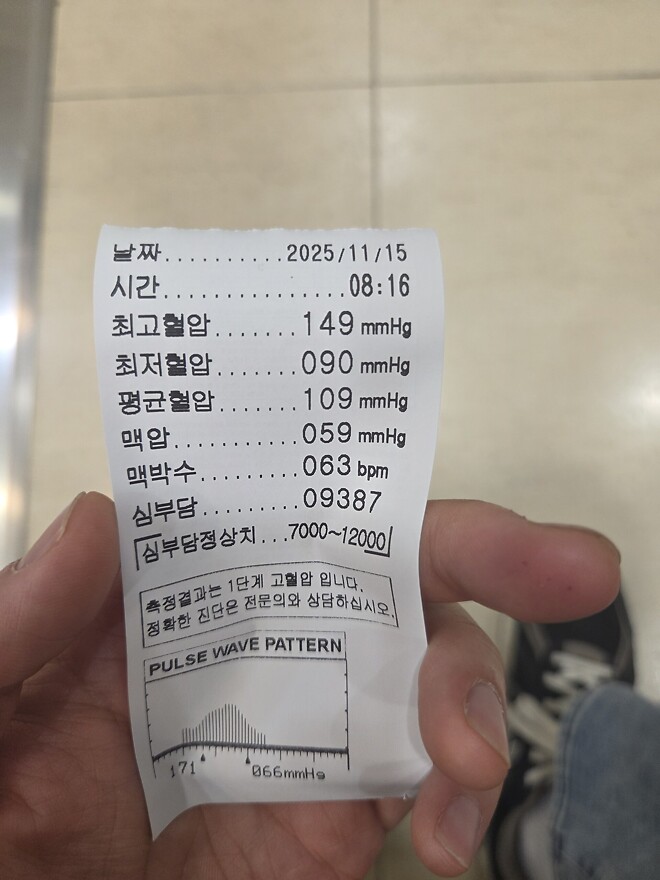 날짜..........2025/11/15
시간................08:16
최고혈압.......149 mmHg
최저혈압.......090 mmHg
평균혈압.......109 mmHg
맥압...........059 mmHg
맥박수.........063 bpm
심부담.........09387
심부담정상치...7000~12000
측정결과는 1단계 고혈압 입니다.
정확한 진단은 전문의와 상담하십시오.
PULSE WAVE PATTERN
171 066mmHg